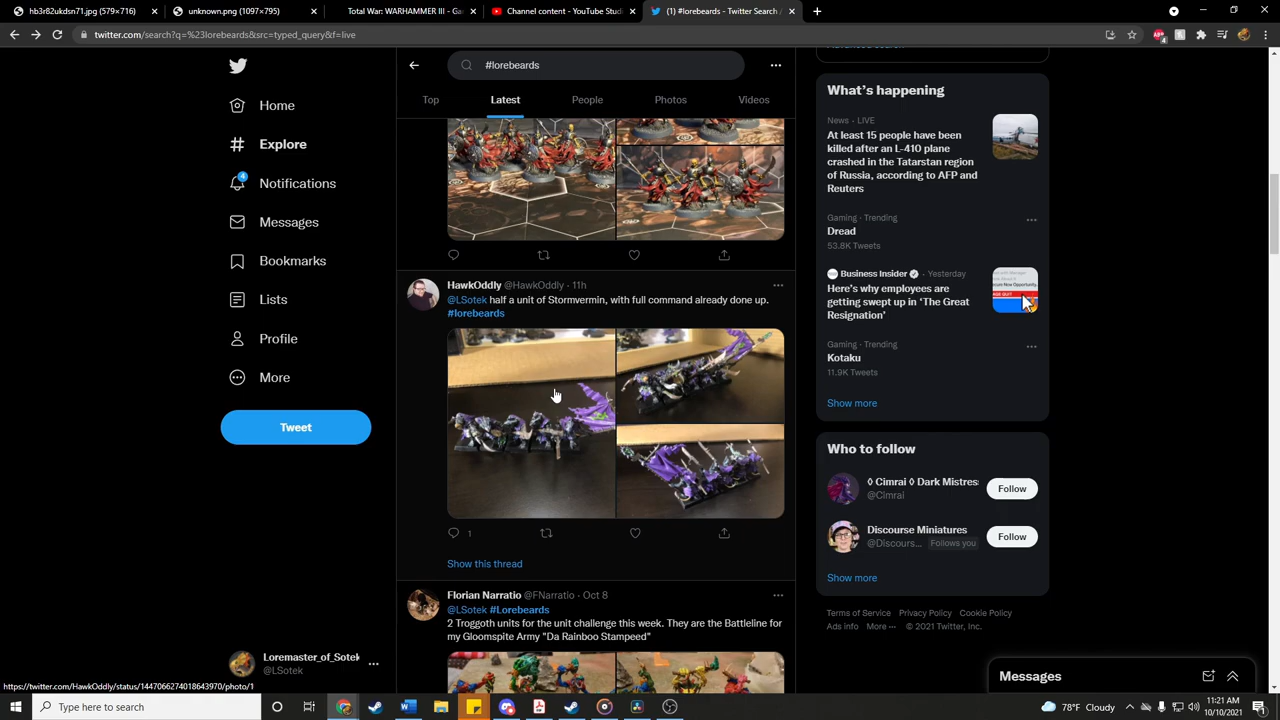 hb3r82ukdsn71.jpg (579×716)
unknown.png (1097×795)
Total War: WARHAMMER III - Ga
Channel content - YouTube Stud
(1) #lorebeards - Twitter Search /
twitter.com/search?q=%23lorebeards&src=typed_query&f=live
4
#lorebeards
Top
Latest
People
Photos
Videos
Home
Explore
4
Notifications
Messages
Bookmarks
Lists
Profile
More
Tweet
HawkOddly @HawkOddly · 11h
@LSotek half a unit of Stormvermin, with full command already done up.
#lorebeards
1
Show this thread
Florian Narratio @FNarratio · Oct 8
@LSotek #Lorebeards
2 Troggoth units for the unit challenge this week. They are the Battleline for
my Gloomspite Army "Da Rainboo Stampeed"
What's happening
News · LIVE
At least 15 people have been
killed after an L-410 plane
crashed in the Tatarstan region
of Russia, according to AFP and
Reuters
Gaming · Trending
Dread
53.8K Tweets
Business Insider · Yesterday
Here's why employees are
getting swept up in 'The Great
Resignation'
Gaming · Trending
Kotaku
11.9K Tweets
Show more
Who to follow
◊ Cimrai ◊ Dark Mistres
@Cimrai
Follow
Discourse Miniatures
@Discours... Follows you
Follow
Show more
Terms of Service Privacy Policy Cookie Policy
Ads info More ··· © 2021 Twitter, Inc.
Loremaster_of_Sotek
@LSotek
Messages
https://twitter.com/HawkOddly/status/1447066274018643970/photo/1
Type here to search
78°F Cloudy
11:21 AM
10/10/2021